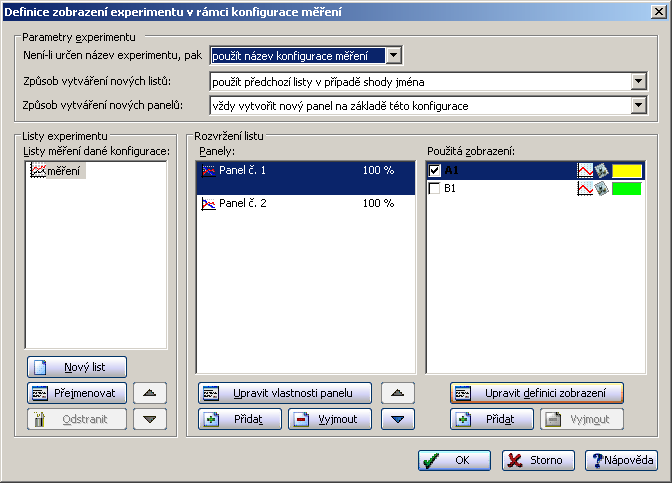 Definice zobrazení experimentu v rámci konfigurace měření
Parametry experimentu
Není-li určen název experimentu, pak použít název konfigurace měření
Způsob vytváření nových listů: použít předchozí listy v případě shody jména
Způsob vytváření nových panelů: vždy vytvořit nový panel na základě této konfigurace
Listy experimentu
Listy měření dané konfigurace:
měření
Nový list
Přejmenovat
Odstranit
Rozvržení listu
Panely:
Panel č. 1 100 %
Panel č. 2 100 %
Upravit vlastnosti panelu
Přidat Vyjmout
Použitá zobrazení:
A1
B1
Upravit definici zobrazení
Přidat Vyjmout
OK Storno ?Nápověda